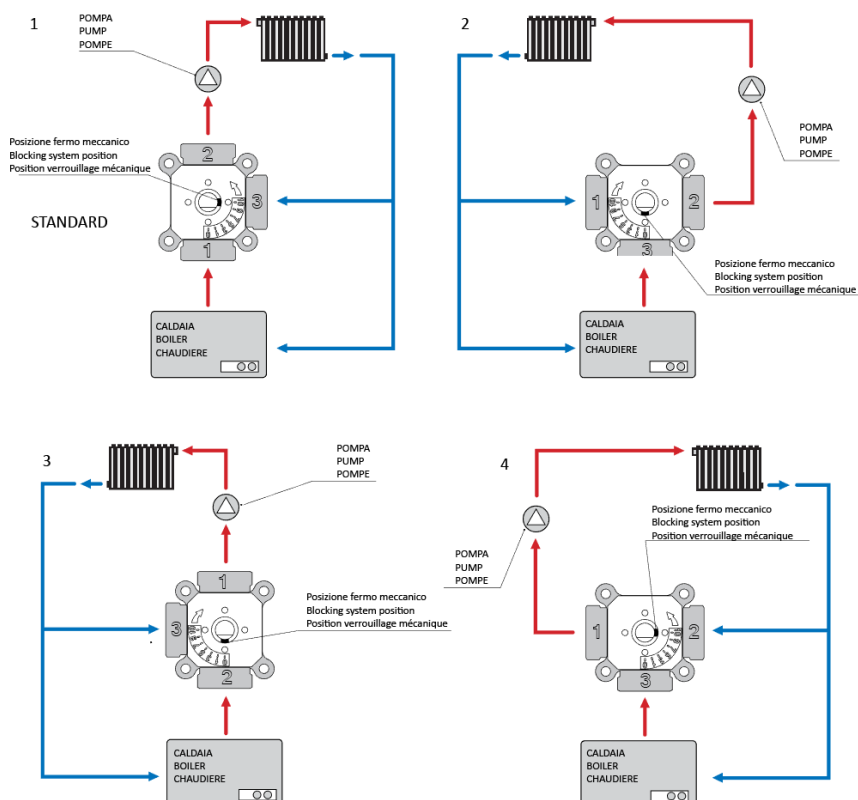 1
POMPA
PUMP
POMPE
Posizione fermo meccanico
Blocking system position
Position verrouillage mécanique
STANDARD
2
3
1
CALDAIA
BOILER
CHAUDIERE
2
POMPA
PUMP
POMPE
1
2
3
Posizione fermo meccanico
Blocking system position
Position verrouillage mécanique
CALDAIA
BOILER
CHAUDIERE
3
POMPA
PUMP
POMPE
1
3
2
Posizione fermo meccanico
Blocking system position
Position verrouillage mécanique
CALDAIA
BOILER
CHAUDIERE
4
Posizione fermo meccanico
Blocking system position
Position verrouillage mécanique
POMPA
PUMP
POMPE
1
2
3
CALDAIA
BOILER
CHAUDIERE